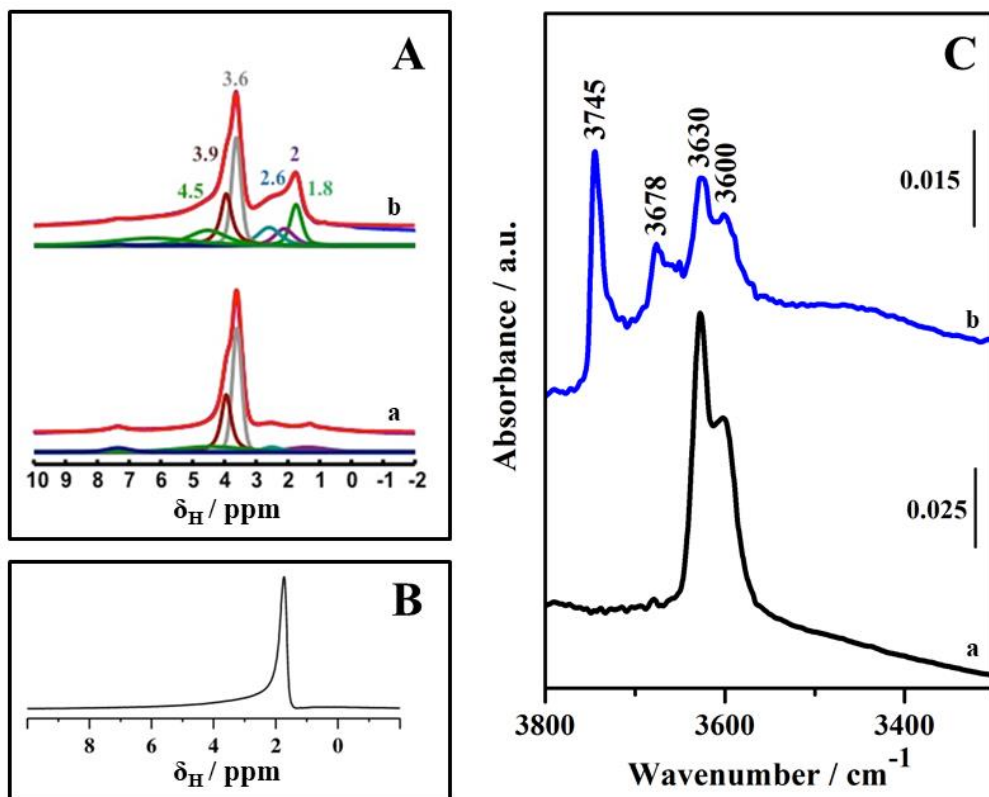 A
3.6
3.9
2
4.5
2.6
1.8
b
a
10 9 8 7 6 5 4 3 2 1 0 -1 -2
δH / ppm
B
8 6 4 2 0
δH / ppm
C
3745
3678
3630
3600
0.015
b
0.025
a
Absorbance / a.u.
3800 3600 3400
Wavenumber / cm-1